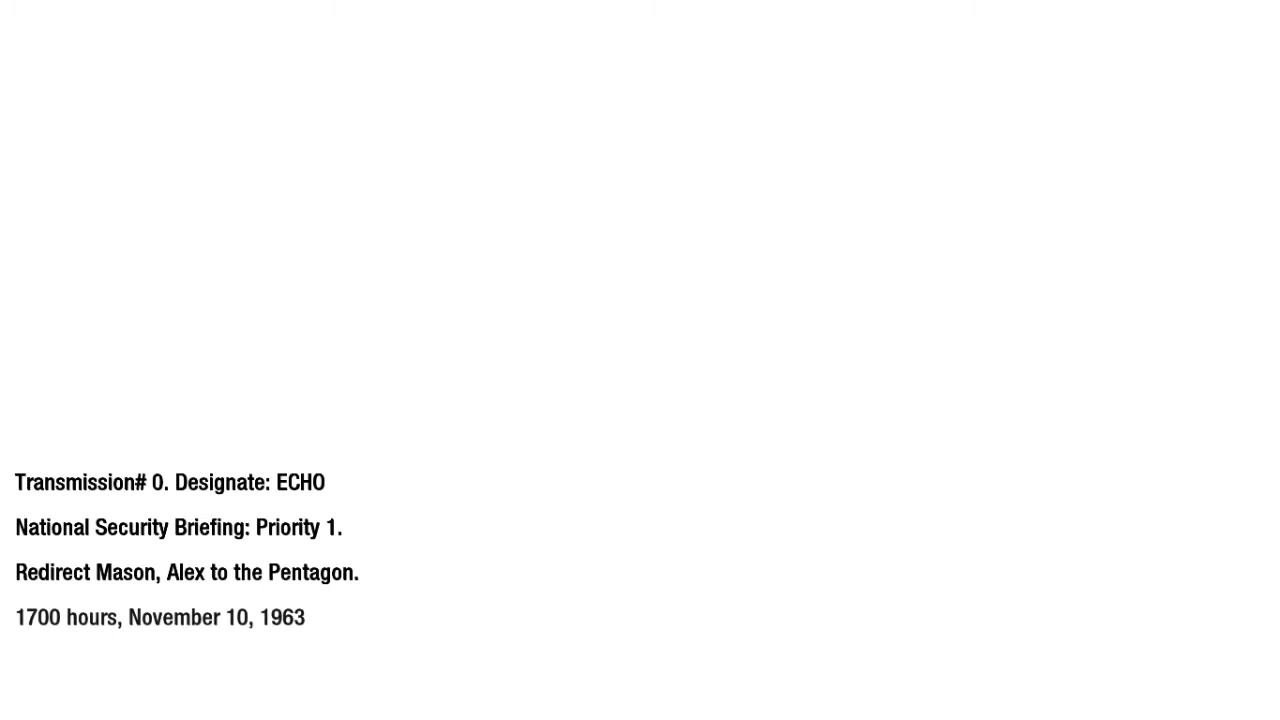 Transmission# 0. Designate: ECHO
National Security Briefing: Priority 1.
Redirect Mason, Alex to the Pentagon.
1700 hours, November 10, 1963